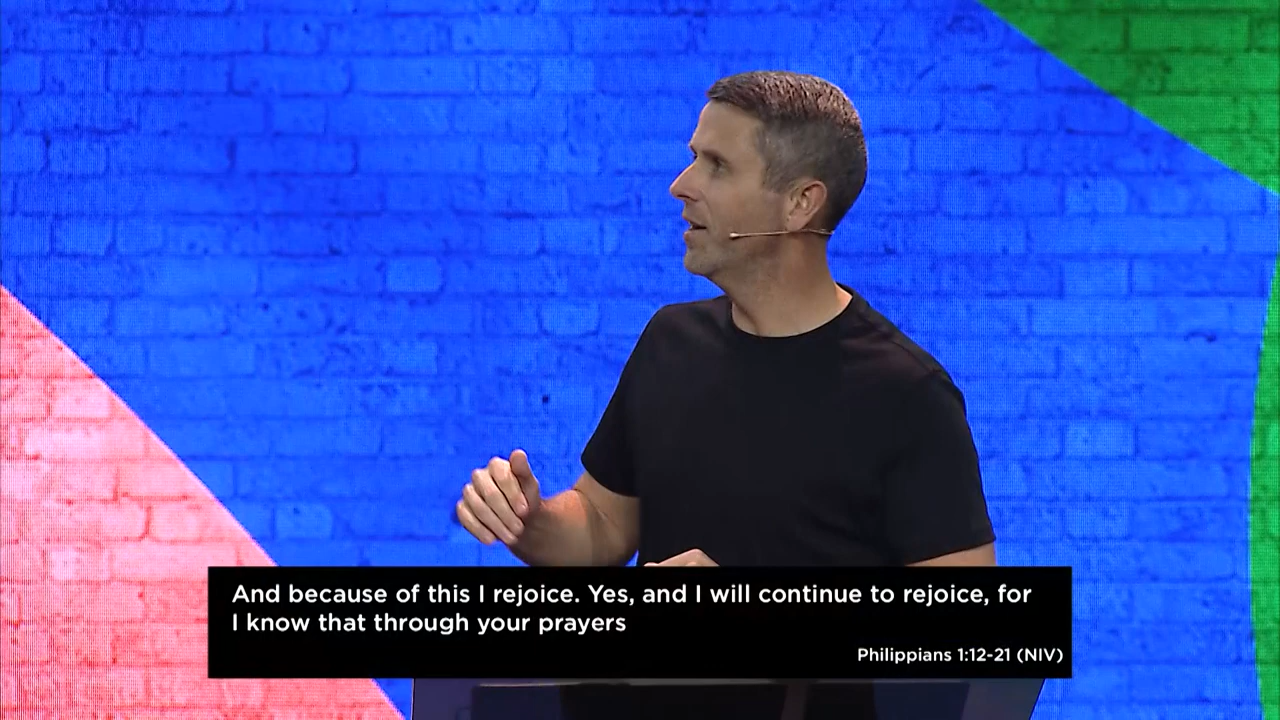 And because of this I rejoice. Yes, and I will continue to rejoice, for
I know that through your prayers
Philippians 1:12-21 (NIV)